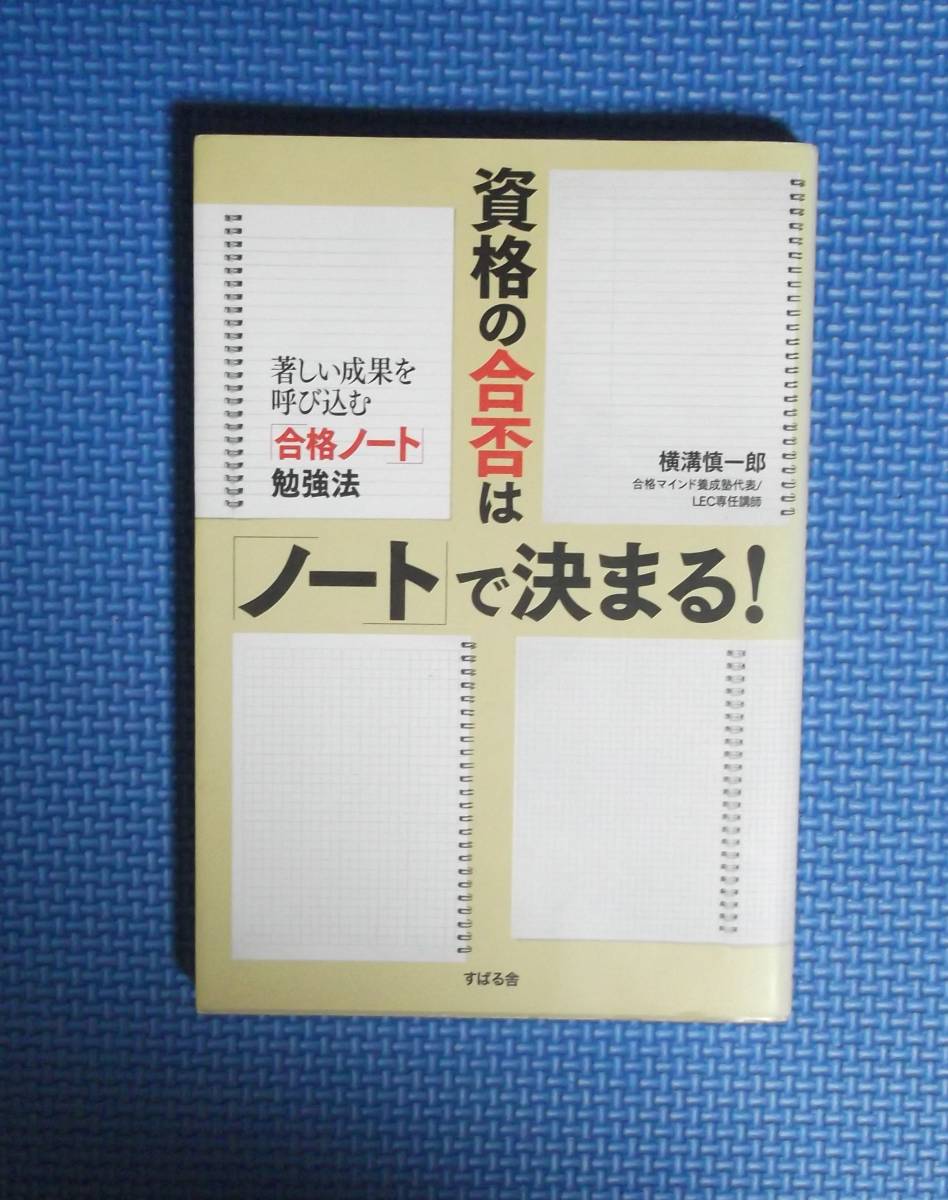 資格の合否は
「ノート」で決まる!
著しい成果を
呼び込む
「合格ノート」
勉強法
横溝慎一郎
合格マインド養成塾代表/
LEC専任講師
すばる舎